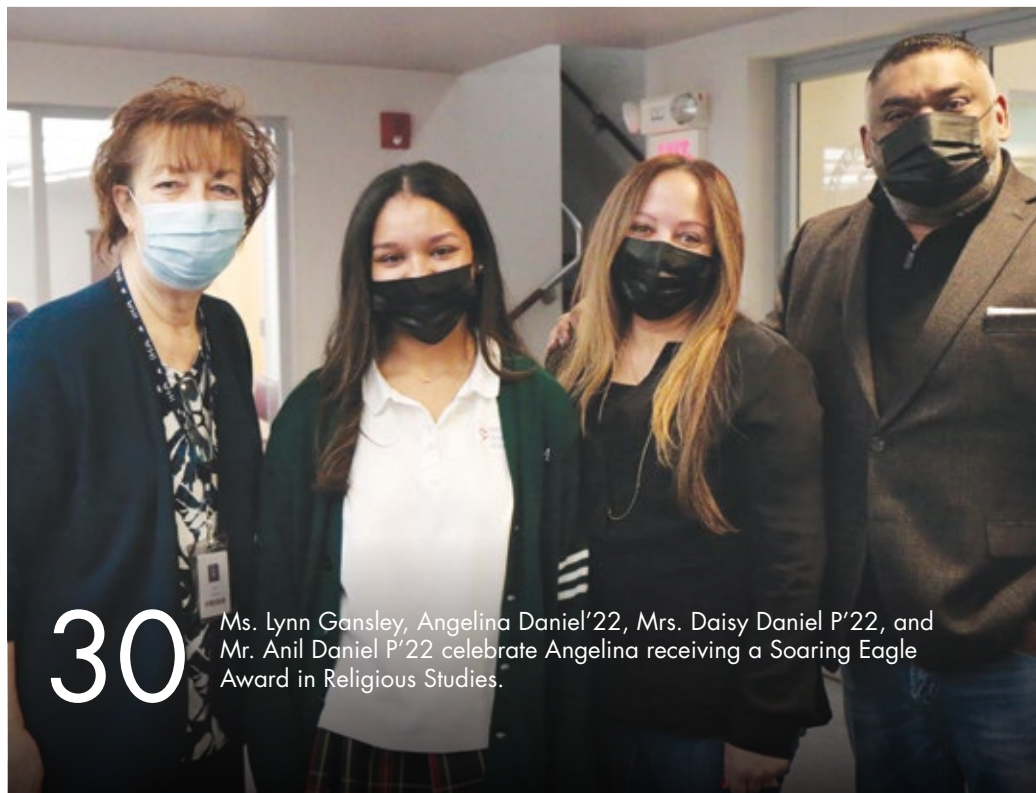 30
Ms. Lynn Gansley, Angelina Daniel’22, Mrs. Daisy Daniel P’22, and
Mr. Anil Daniel P’22 celebrate Angelina receiving a Soaring Eagle
Award in Religious Studies.
EXIT